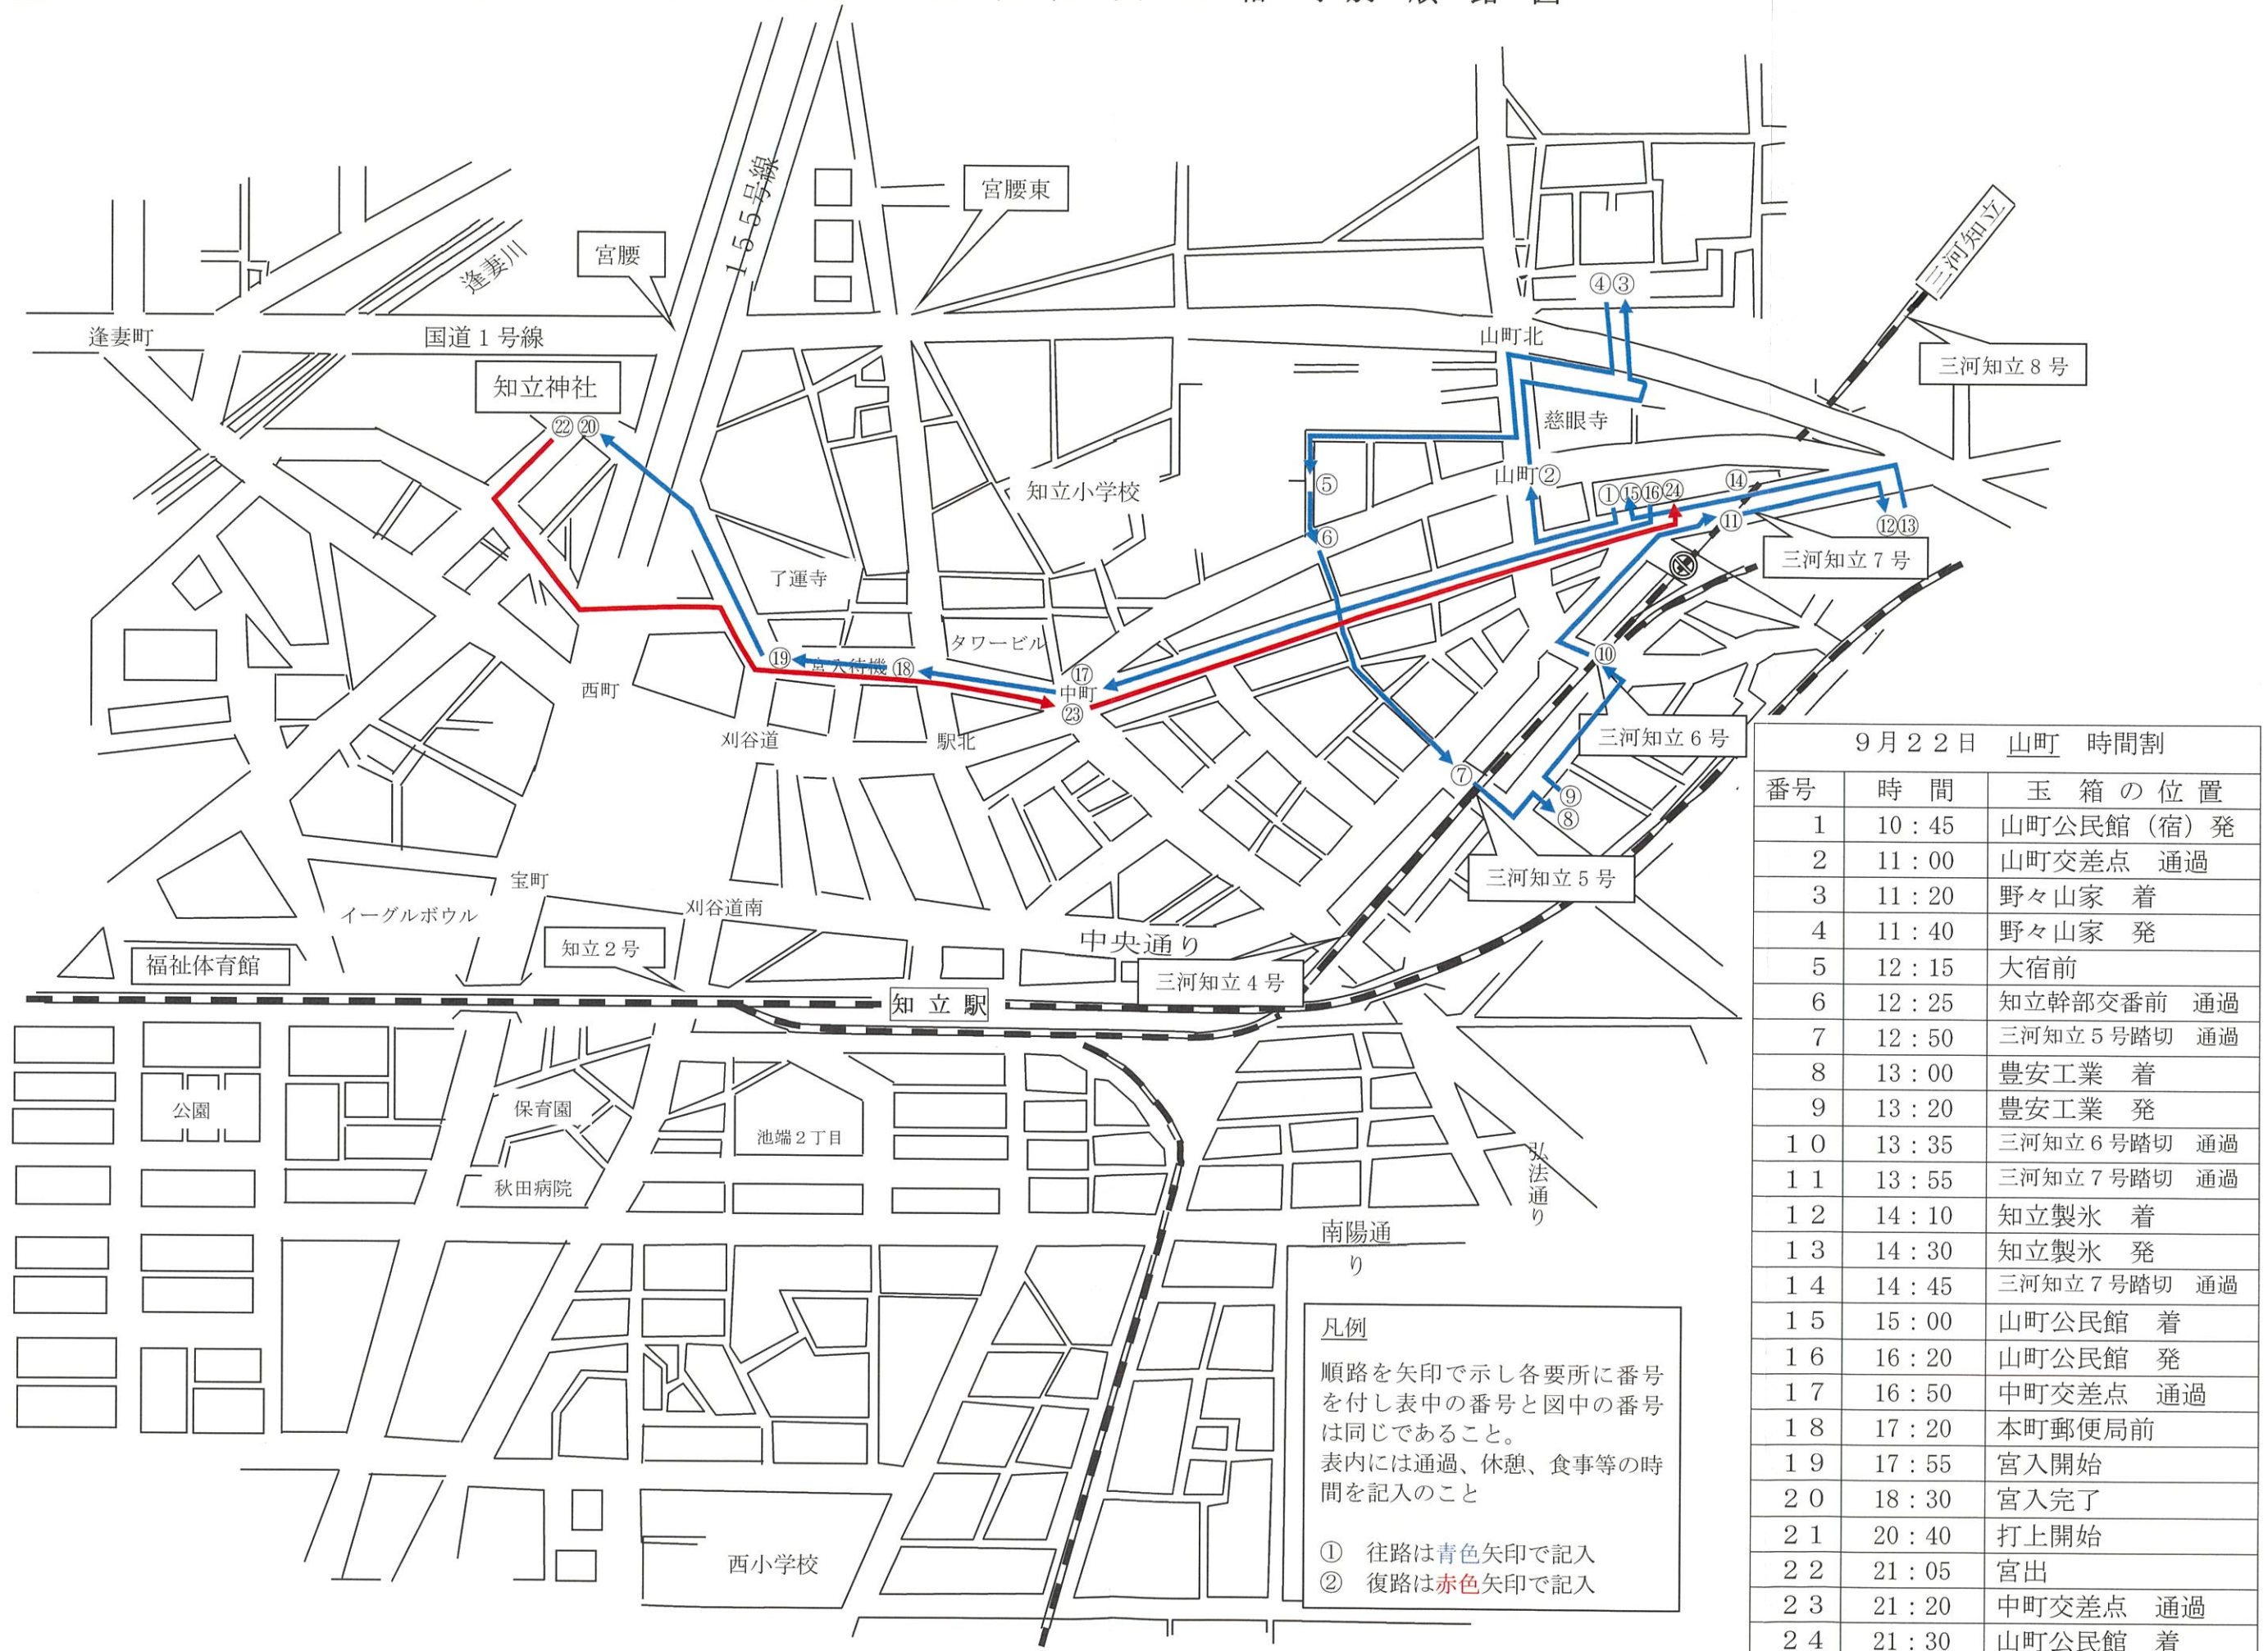 155号線
宮腰東
宮腰
逢妻川
三河知立
逢妻町
国道1号線
山町北
④③
三河知立8号
知立神社
慈眼寺
㉒⑳
知立小学校
山町②
⑤
①⑮⑯㉔
⑭
⑪
⑫⑬
⑥
三河知立7号
了運寺
タワービル
⑲
宮入待機⑱
⑰
中町
㉓
⑩
西町
刈谷道
駅北
三河知立6号
⑦
⑨
⑧
三河知立5号
宝町
イーグルボウル
刈谷道南
知立2号
中央通り
福祉体育館
三河知立4号
知立駅
公園
保育園
池端2丁目
秋田病院
弘法通り
南陽通
り
西小学校
凡例
順路を矢印で示し各要所に番号
を付し表中の番号と図中の番号
は同じであること。
表内には通過、休憩、食事等の時
間を記入のこと
① 往路は青色矢印で記入
② 復路は赤色矢印で記入
9月22日 山町 時間割
番号 時間 玉箱の位置
1 10:45 山町公民館(宿)発
2 11:00 山町交差点 通過
3 11:20 野々山家 着
4 11:40 野々山家 発
5 12:15 大宿前
6 12:25 知立幹部交番前 通過
7 12:50 三河知立5号踏切 通過
8 13:00 豊安工業 着
9 13:20 豊安工業 発
10 13:35 三河知立6号踏切 通過
11 13:55 三河知立7号踏切 通過
12 14:10 知立製氷 着
13 14:30 知立製氷 発
14 14:45 三河知立7号踏切 通過
15 15:00 山町公民館 着
16 16:20 山町公民館 発
17 16:50 中町交差点 通過
18 17:20 本町郵便局前
19 17:55 宮入開始
20 18:30 宮入完了
21 20:40 打上開始
22 21:05 宮出
23 21:20 中町交差点 通過
24 21:30 山町公民館 着